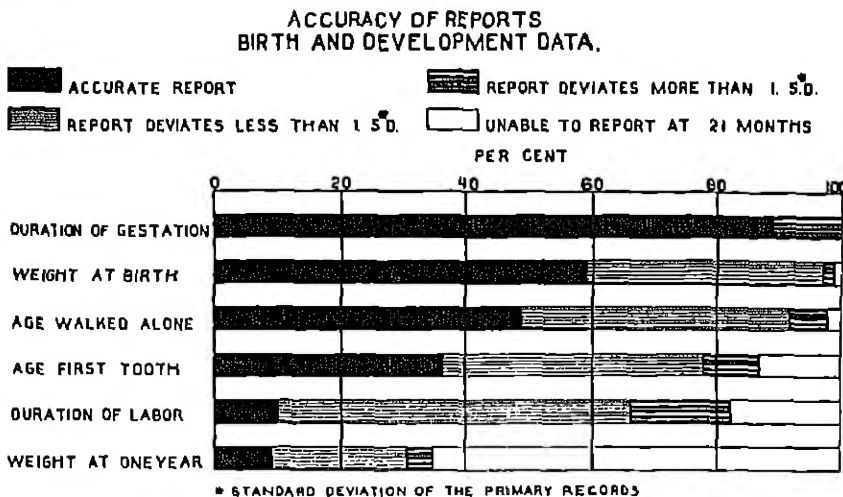 ACCURACY OF REPORTS
BIRTH AND DEVELOPMENT DATA.
ACCURATE REPORT
REPORT DEVIATES MORE THAN 1. S.D.*
REPORT DEVIATES LESS THAN 1. S.D.*
UNABLE TO REPORT AT 21 MONTHS
PER CENT
0 20 40 60 80 100
DURATION OF GESTATION
WEIGHT AT BIRTH
AGE WALKED ALONE
AGE FIRST TOOTH
DURATION OF LABOR
WEIGHT AT ONE YEAR
* STANDARD DEVIATION OF THE PRIMARY RECORDS